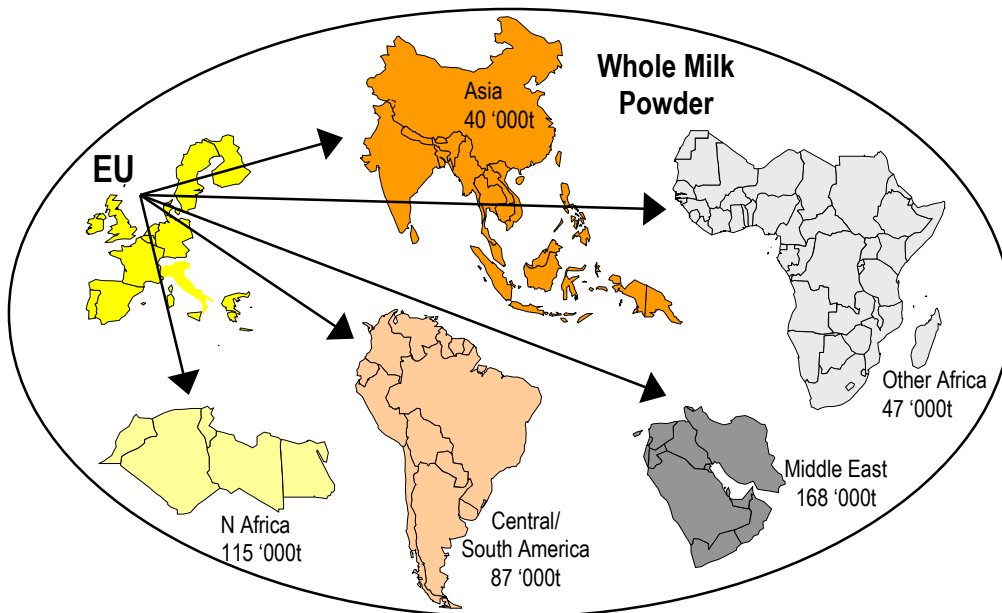 Whole Milk
Powder
EU
Asia
40 ‘000t
Other Africa
47 ‘000t
Middle East
168 ‘000t
Central/
South America
87 ‘000t
N Africa
115 ‘000t